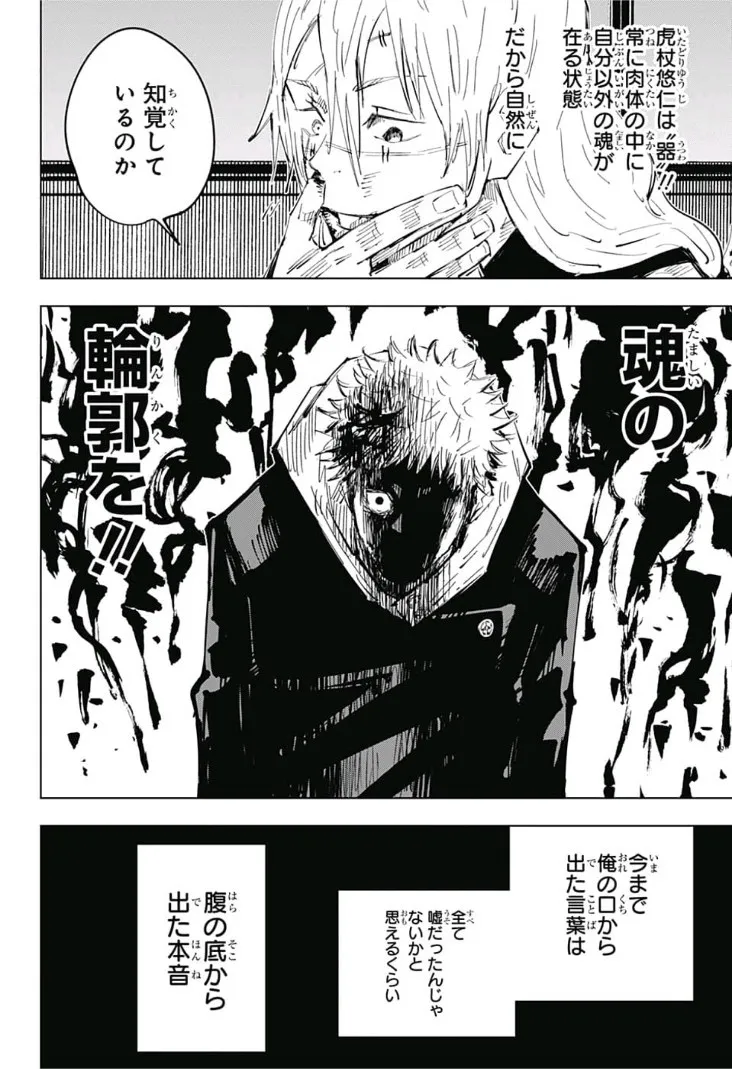 虎杖悠仁は“器”!!
常に肉体の中に
自分以外の魂が
在る状態
だから自然に
知覚して
いるのか
魂の
輪郭を!!
今まで
俺の口から
出た言葉は
全て
嘘だったんじゃ
ないかと
思えるくらい
腹の底から
出た本音